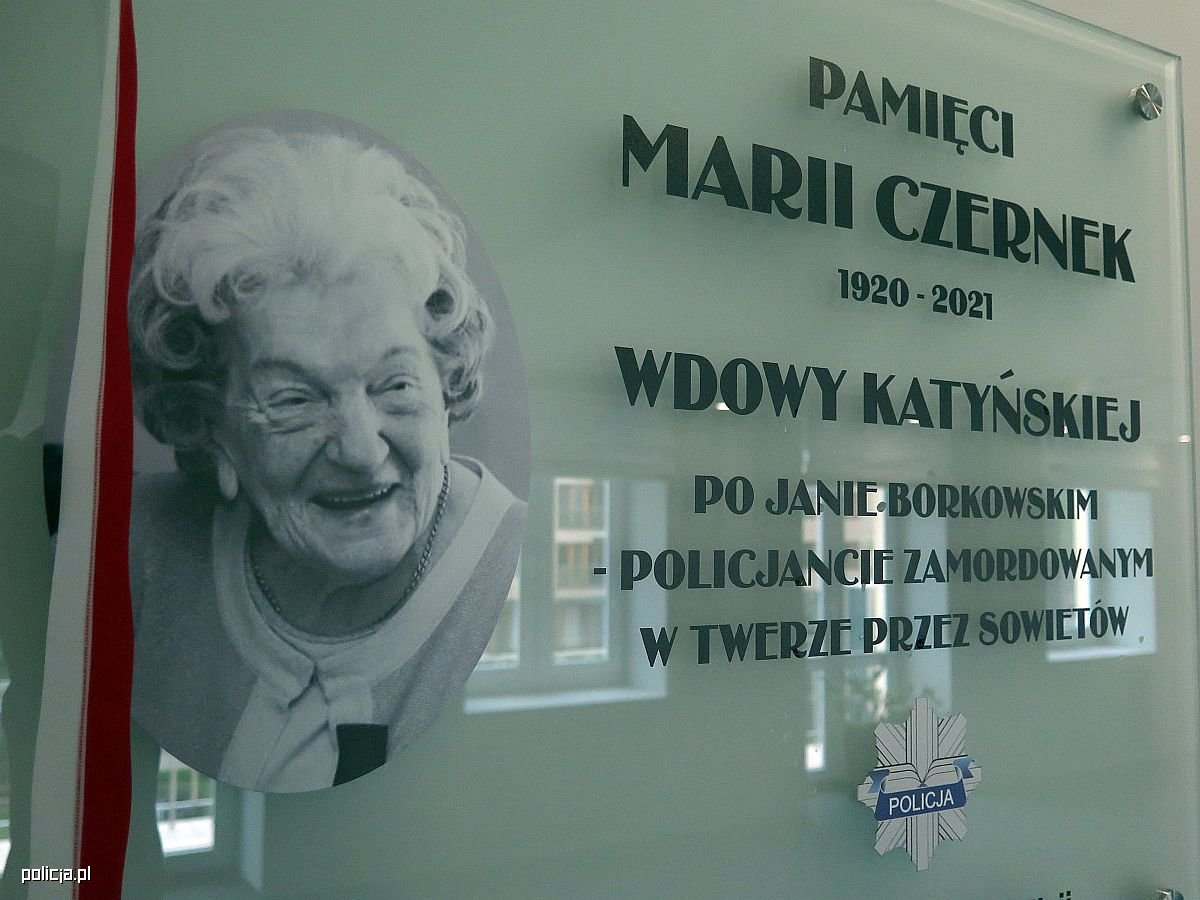 PAMIĘCI
MARII CZERNEK
1920 - 2021
WDOWY KATYŃSKIEJ
PO JANIE BORKOWSKIM
- POLICJANCIE ZAMORDOWANYM
W TWERZE PRZEZ SOWIETÓW
POLICJA
policja.pl